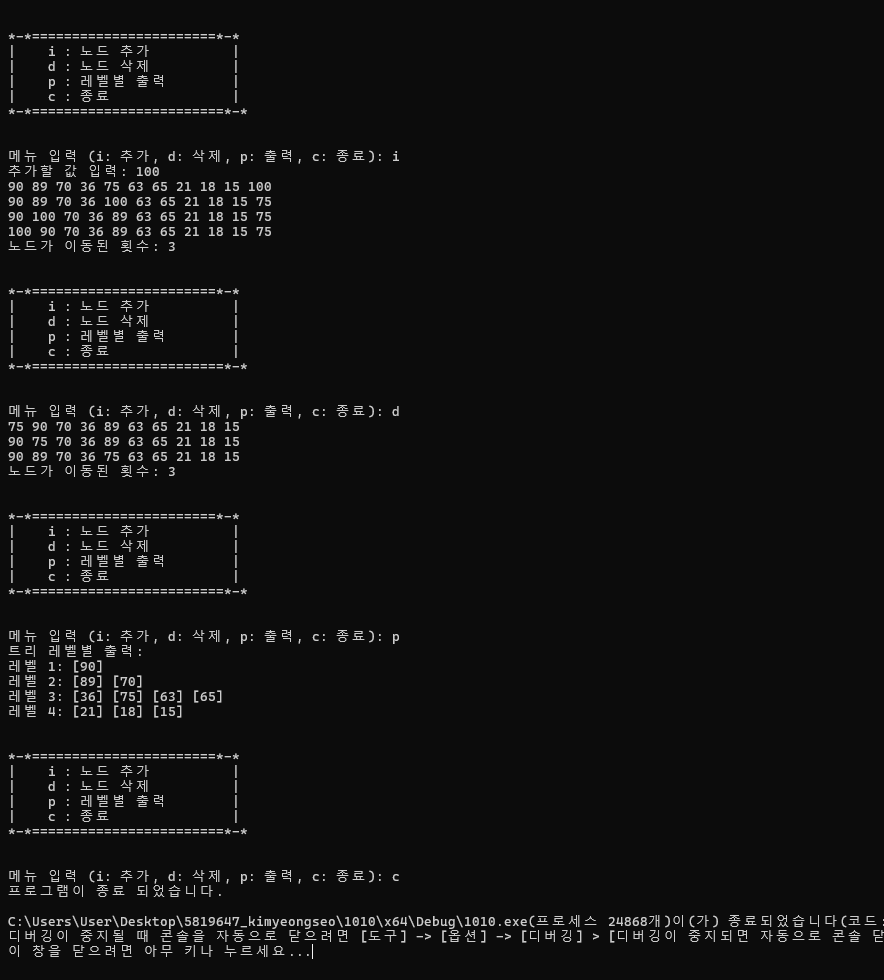 *-*=======================*-*
|    i : 노드 추가          |
|    d : 노드 삭제          |
|    p : 레벨별 출력        |
|    c : 종료               |
*-*========================*-*
메뉴 입력 (i: 추가, d: 삭제, p: 출력, c: 종료): i
추가할 값 입력: 100
90 89 70 36 75 63 65 21 18 15 100
90 89 70 36 100 63 65 21 18 15 75
90 100 70 36 89 63 65 21 18 15 75
100 90 70 36 89 63 65 21 18 15 75
노드가 이동된 횟수: 3
*-*=======================*-*
|    i : 노드 추가          |
|    d : 노드 삭제          |
|    p : 레벨별 출력        |
|    c : 종료               |
*-*========================*-*
메뉴 입력 (i: 추가, d: 삭제, p: 출력, c: 종료): d
75 90 70 36 89 63 65 21 18 15
90 75 70 36 89 63 65 21 18 15
90 89 70 36 75 63 65 21 18 15
노드가 이동된 횟수: 3
*-*=======================*-*
|    i : 노드 추가          |
|    d : 노드 삭제          |
|    p : 레벨별 출력        |
|    c : 종료               |
*-*========================*-*
메뉴 입력 (i: 추가, d: 삭제, p: 출력, c: 종료): p
트리 레벨별 출력:
레벨 1: [90]
레벨 2: [89] [70]
레벨 3: [36] [75] [63] [65]
레벨 4: [21] [18] [15]
*-*=======================*-*
|    i : 노드 추가          |
|    d : 노드 삭제          |
|    p : 레벨별 출력        |
|    c : 종료               |
*-*========================*-*
메뉴 입력 (i: 추가, d: 삭제, p: 출력, c: 종료): c
프로그램이 종료 되었습니다.
C:\Users\User\Desktop\5819647_kimyeongseo\1010\x64\Debug\1010.exe(프로세스 24868개)이(가) 종료되었습니다(코드:
디버깅이 중지될 때 콘솔을 자동으로 닫으려면 [도구] -> [옵션] -> [디버깅] > [디버깅이 중지되면 자동으로 콘솔 닫
이 창을 닫으려면 아무 키나 누르세요...